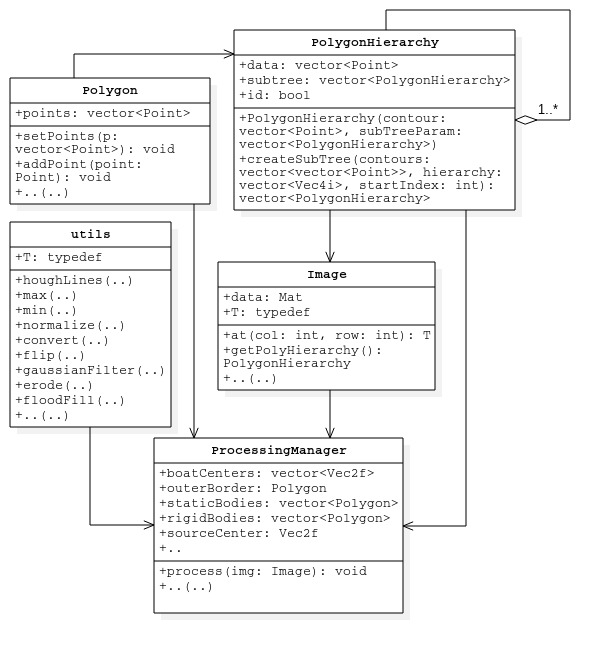 PolygonHierarchy
+data: vector<Point>
+subtree: vector<PolygonHierarchy>
+id: bool
+PolygonHierarchy(contour:
vector<Point>, subTreeParam:
vector<PolygonHierarchy>)
+createSubTree(contours:
vector<vector<Point>>, hierarchy:
vector<Vec4i>, startIndex: int):
vector<PolygonHierarchy>
1..*
Polygon
+points: vector<Point>
+setPoints(p:
vector<Point>): void
+addPoint(point:
Point): void
+..(..)
utils
+T: typedef
+houghLines(..)
+max(..)
+min(..)
+normalize(..)
+convert(..)
+flip(..)
+gaussianFilter(..)
+erode(..)
+floodFill(..)
+..(..)
Image
+data: Mat
+T: typedef
+at(col: int, row: int): T
+getPolyHierarchy():
PolygonHierarchy
+..(..)
ProcessingManager
+boatCenters: vector<Vec2f>
+outerBorder: Polygon
+staticBodies: vector<Polygon>
+rigidBodies: vector<Polygon>
+sourceCenter: Vec2f
+..
+process(img: Image): void
+..(..)